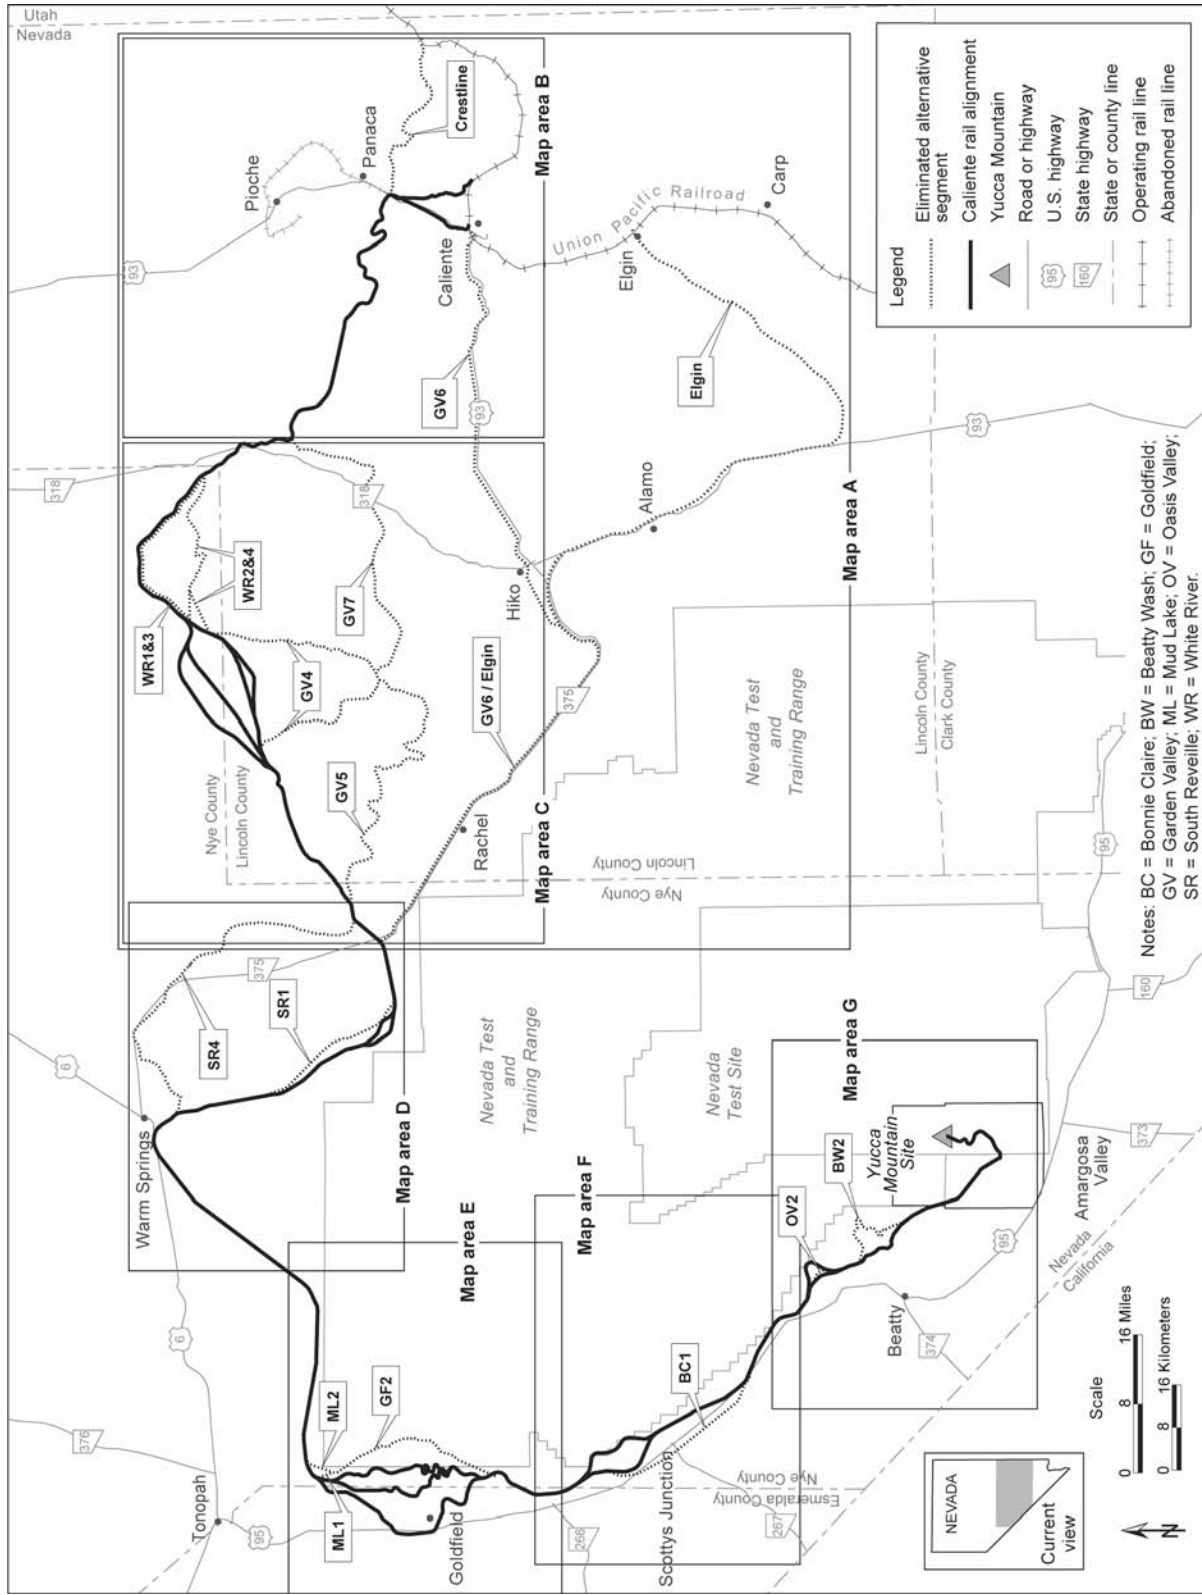 Utah
Nevada
Pioche
Panaca
Crestline
Map area B
93
Caliente
GV6
93
Union Pacific Railroad
Elgin
Carp
Elgin
318
318
WR1&3
WR2&4
GV7
GV4
GV5
Hiko
Alamo
93
Map area A
GV6 / Elgin
375
Rachel
Map area C
Nye County
Lincoln County
Nevada Test
and
Training Range
Lincoln County
Clark County
Lincoln County
Nye County
6
Warm Springs
SR4
375
SR1
Map area D
Nevada Test
and
Training Range
Nevada
Test Site
376
Tonopah
6
95
ML1
ML2
GF2
Goldfield
Map area E
Map area F
266
Scottys Junction
267
Nye County
Esmeralda County
BC1
OV2
BW2
Map area G
Yucca
Mountain
Site
Beatty
374
95
Amargosa
Valley
373
160
95
Nevada
California
Legend
Eliminated alternative
segment
Caliente rail alignment
Yucca Mountain
Road or highway
95
U.S. highway
160
State highway
State or county line
Operating rail line
Abandoned rail line
N
NEVADA
Current
view
Scale
0 8 16 Miles
0 8 16 Kilometers
Notes: BC = Bonnie Claire; BW = Beatty Wash; GF = Goldfield;
GV = Garden Valley; ML = Mud Lake; OV = Oasis Valley;
SR = South Reveille; WR = White River.